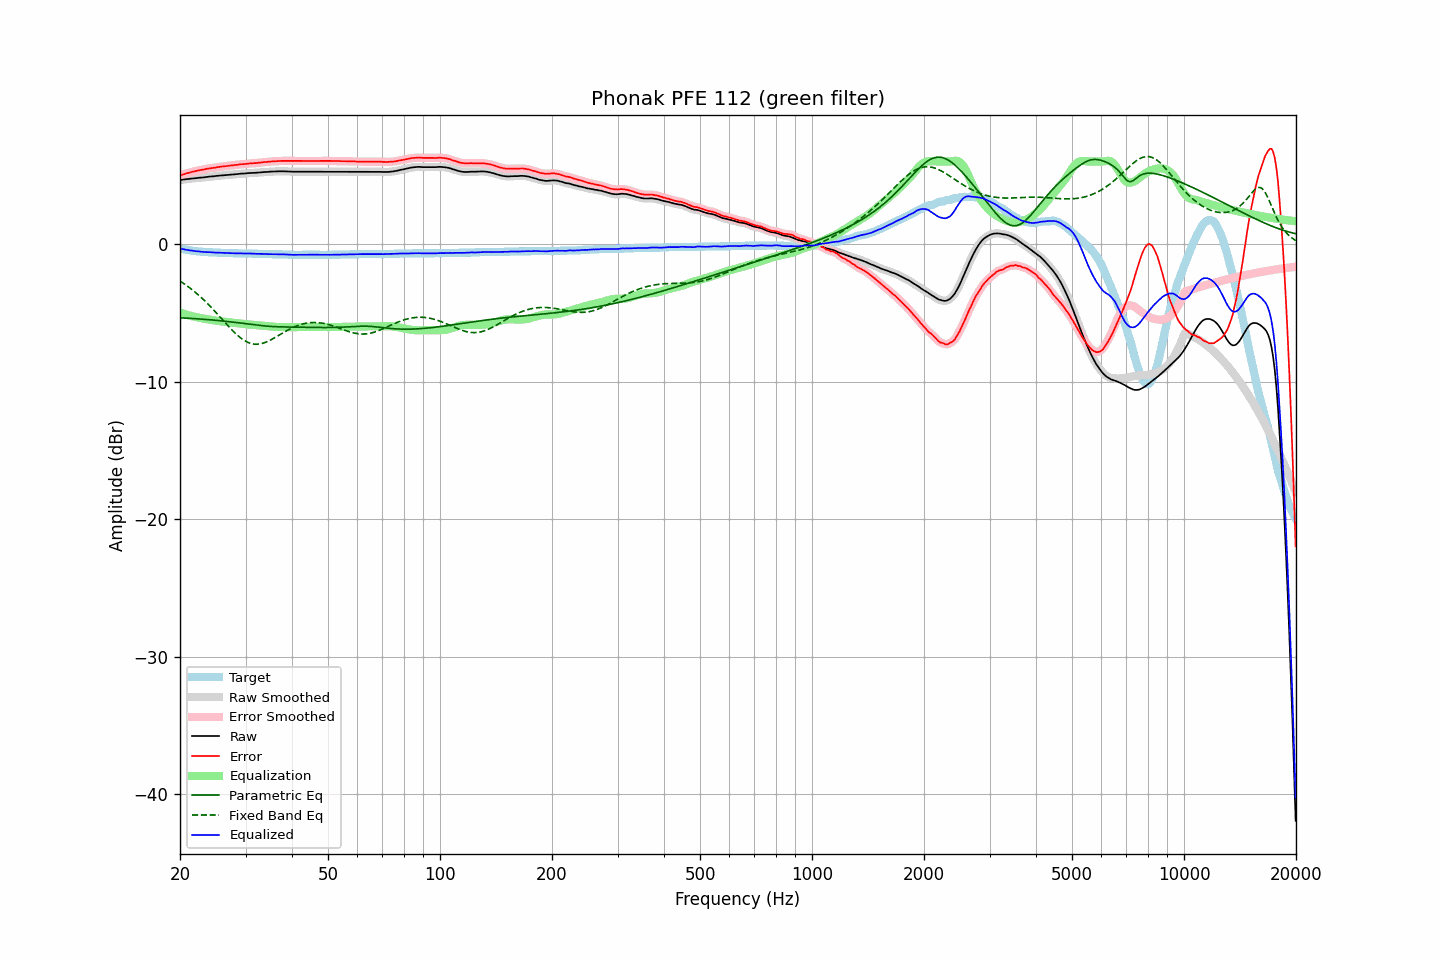 Phonak PFE 112 (green filter)
Amplitude (dBr)
0
−10
−20
−30
−40
Target
Raw Smoothed
Error Smoothed
Raw
Error
Equalization
Parametric Eq
Fixed Band Eq
Equalized
20
50
100
200
500
1000
2000
5000
10000
20000
Frequency (Hz)